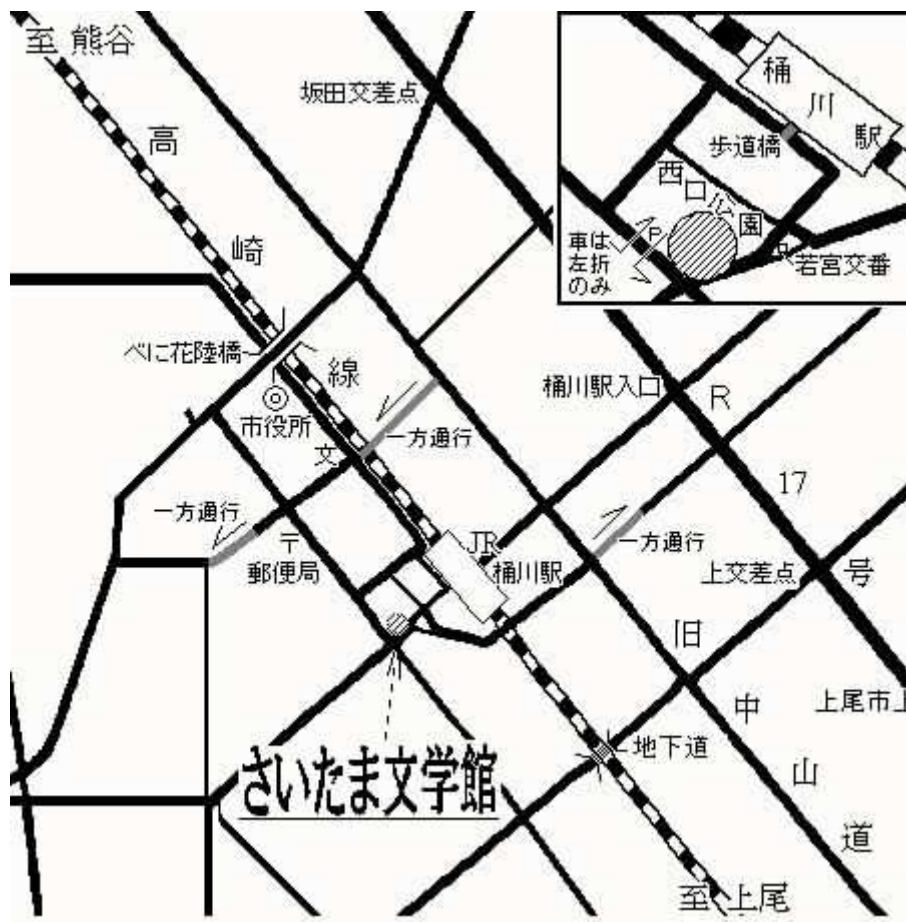 至 熊谷
高崎線
坂田交差点
桶川駅
歩道橋
西口公園
P
車は
左折
のみ
若宮交番
べに花陸橋
市役所
文
一方通行
桶川駅入口
R17号
一方通行
〒
郵便局
JR
桶川駅
一方通行
上交差点
旧中山道
上尾市上
地下道
さいたま文学館
至 上尾